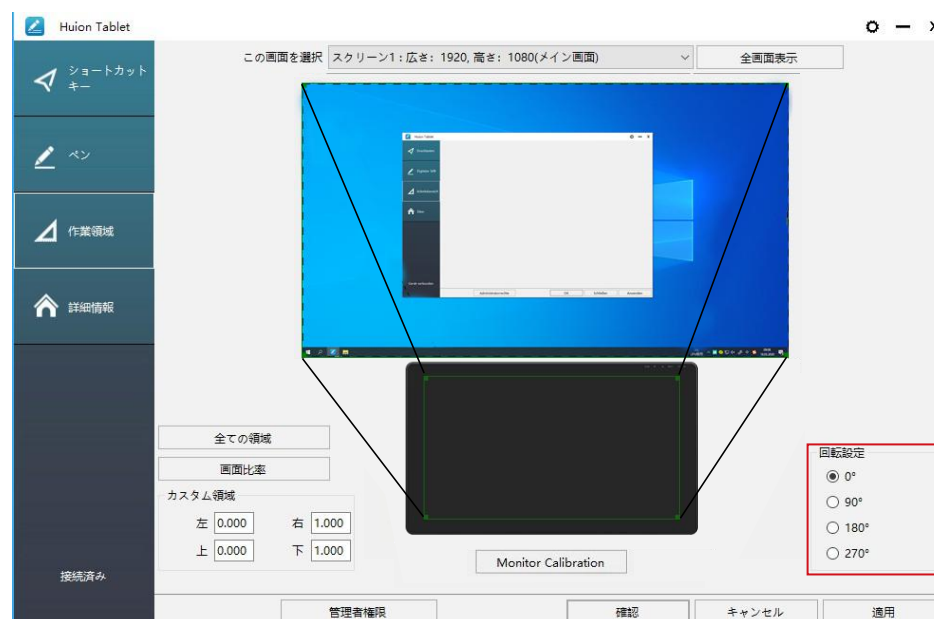 Huion Tablet
ショートカット
キー
ペン
作業領域
詳細情報
接続済み
この画面を選択
スクリーン1 : 広さ: 1920, 高さ: 1080(メイン画面)
全画面表示
Huion Tablet
全ての領域
画面比率
カスタム領域
左 0.000 右 1.000
上 0.000 下 1.000
Monitor Calibration
回転設定
0°
90°
180°
270°
管理者権限
確認
キャンセル
適用